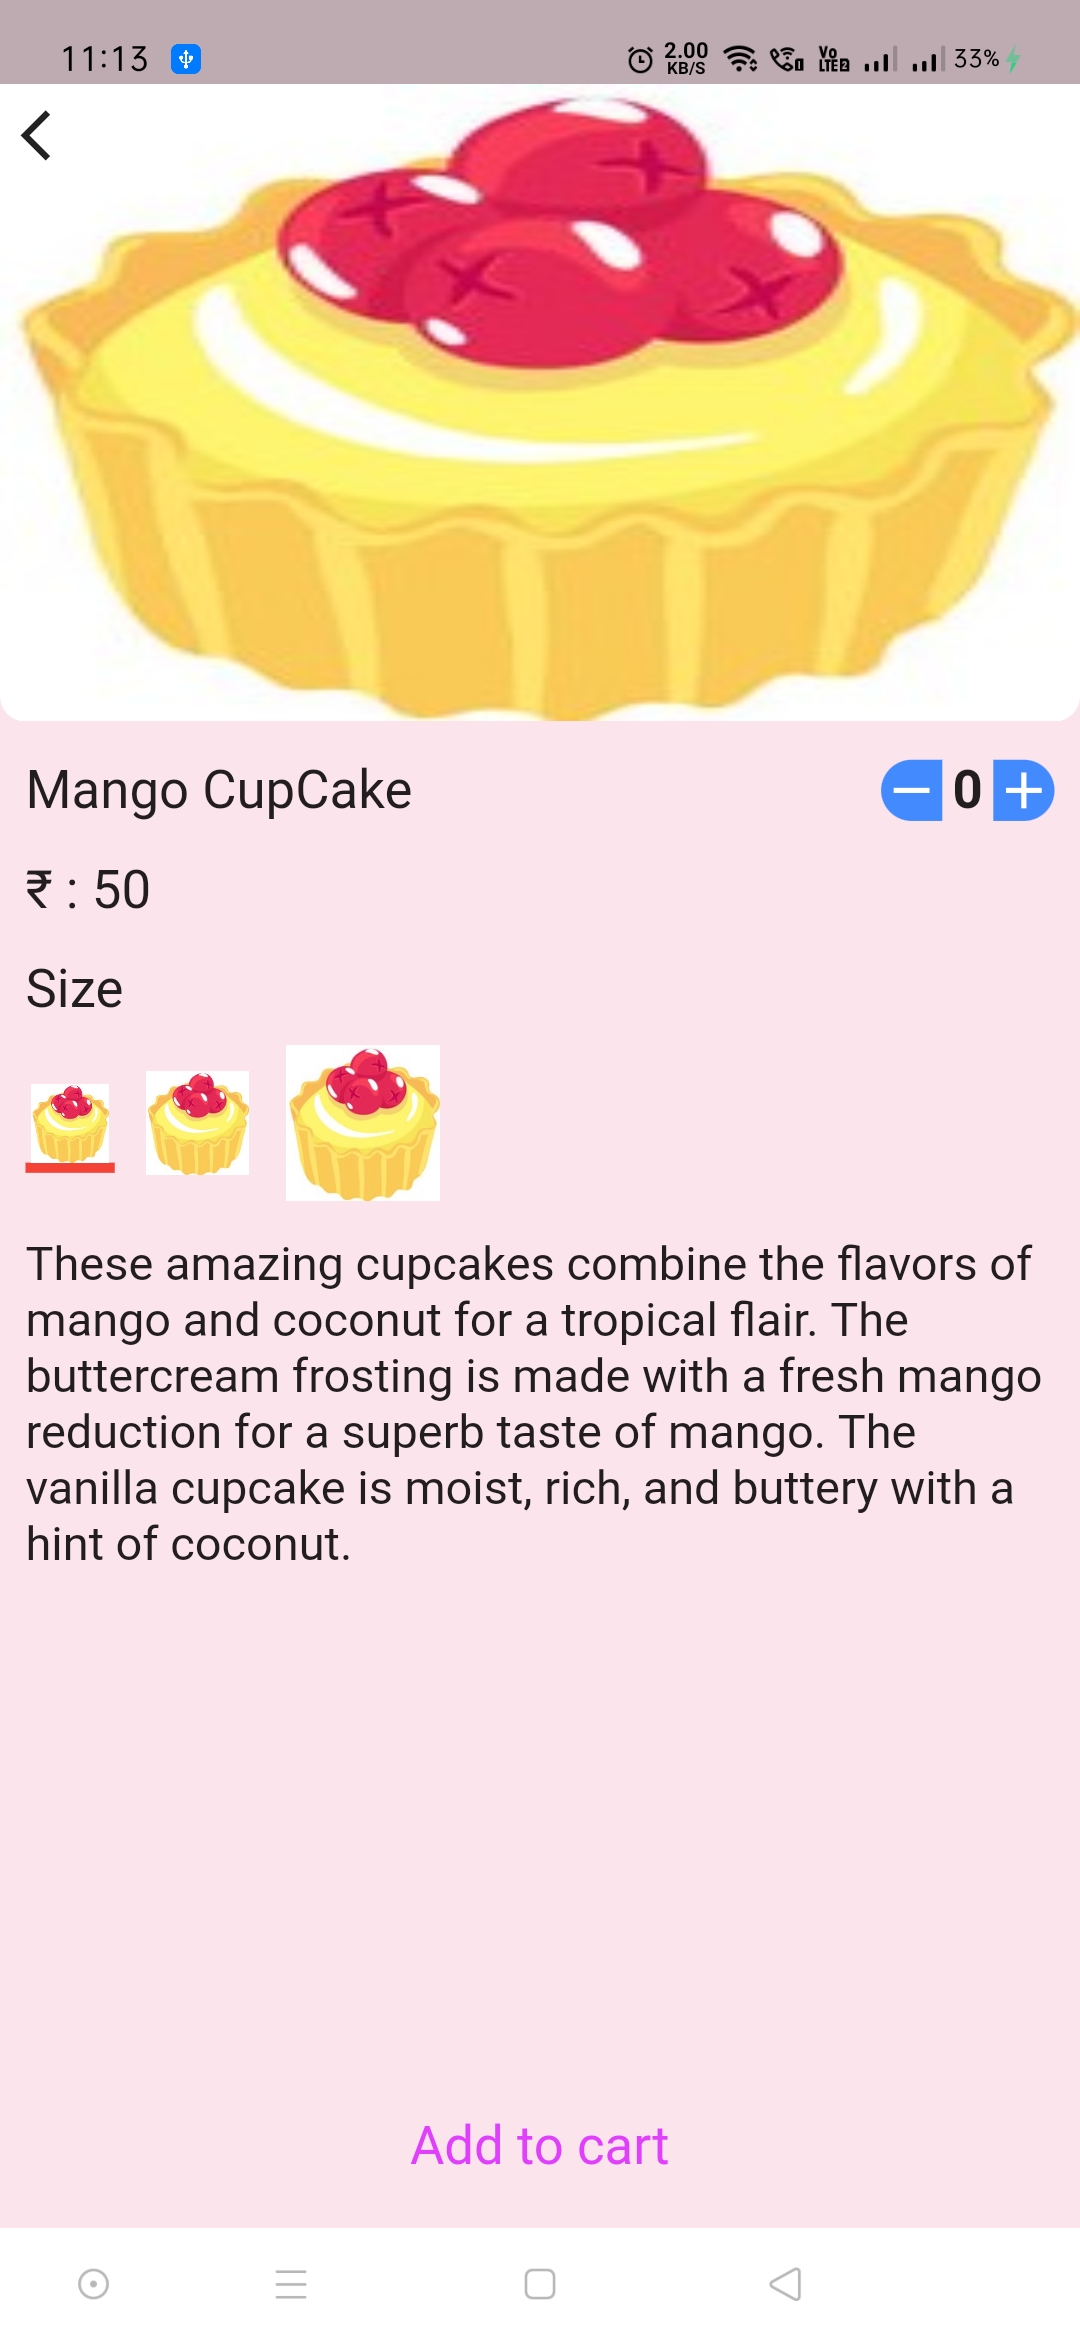 11:13 2.00 KB/S Vo LTE 2 33%
Mango CupCake 0
₹ : 50
Size
These amazing cupcakes combine the flavors of
mango and coconut for a tropical flair. The
buttercream frosting is made with a fresh mango
reduction for a superb taste of mango. The
vanilla cupcake is moist, rich, and buttery with a
hint of coconut.
Add to cart